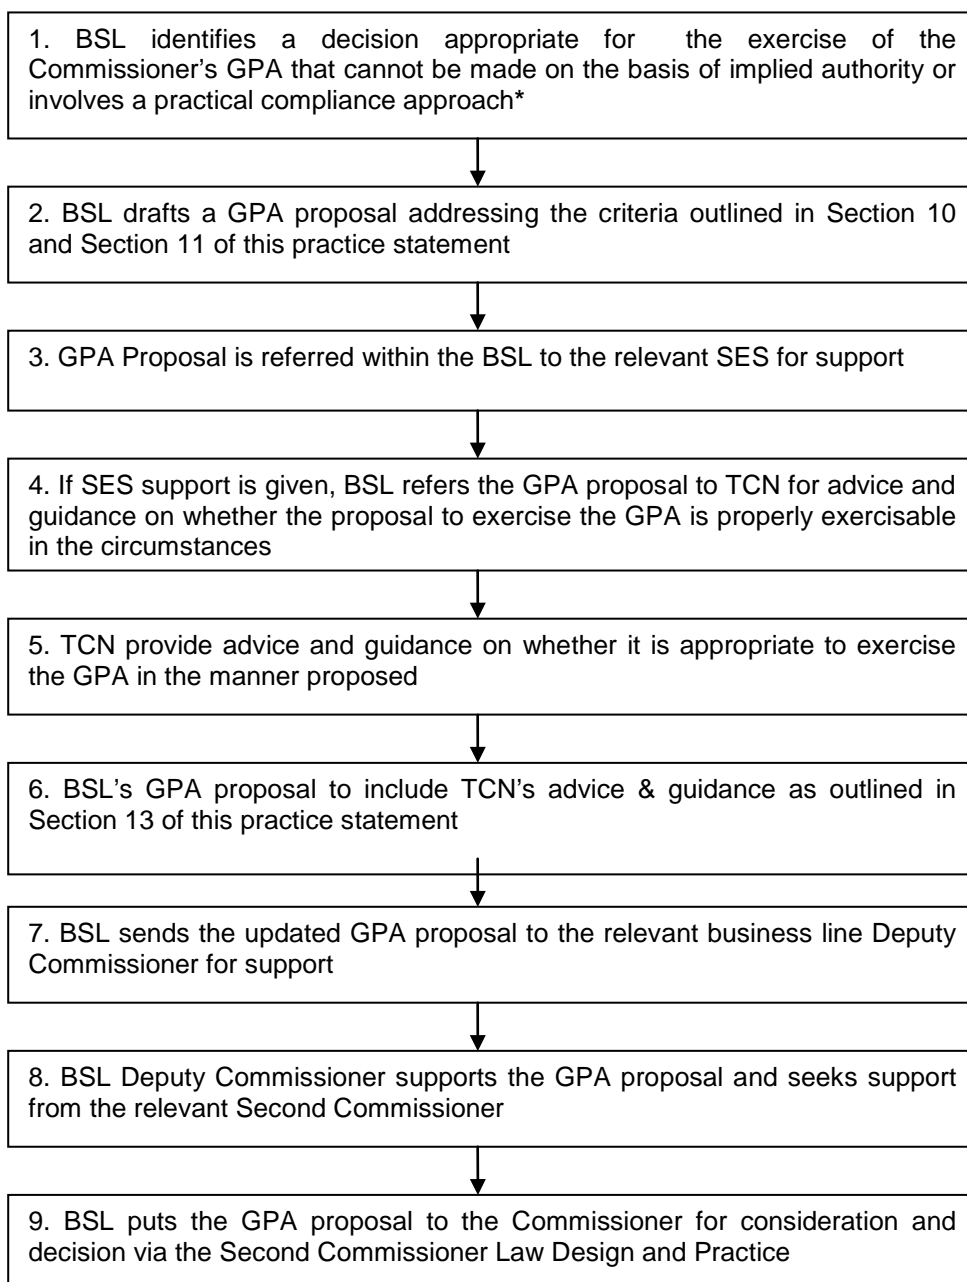 1. BSL identifies a decision appropriate for the exercise of the
Commissioner's GPA that cannot be made on the basis of implied authority or
involves a practical compliance approach*
2. BSL drafts a GPA proposal addressing the criteria outlined in Section 10
and Section 11 of this practice statement
3. GPA Proposal is referred within the BSL to the relevant SES for support
4. If SES support is given, BSL refers the GPA proposal to TCN for advice and
guidance on whether the proposal to exercise the GPA is properly exercisable
in the circumstances
5. TCN provide advice and guidance on whether it is appropriate to exercise
the GPA in the manner proposed
6. BSL's GPA proposal to include TCN's advice & guidance as outlined in
Section 13 of this practice statement
7. BSL sends the updated GPA proposal to the relevant business line Deputy
Commissioner for support
8. BSL Deputy Commissioner supports the GPA proposal and seeks support
from the relevant Second Commissioner
9. BSL puts the GPA proposal to the Commissioner for consideration and
decision via the Second Commissioner Law Design and Practice